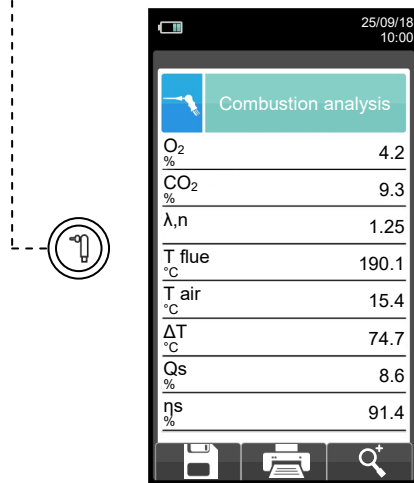 25/09/18
10:00
Combustion analysis
O₂
% 4.2
CO₂
% 9.3
λ,n 1.25
T flue
°C 190.1
T air
°C 15.4
ΔT
°C 74.7
Qs
% 8.6
ηs
% 91.4